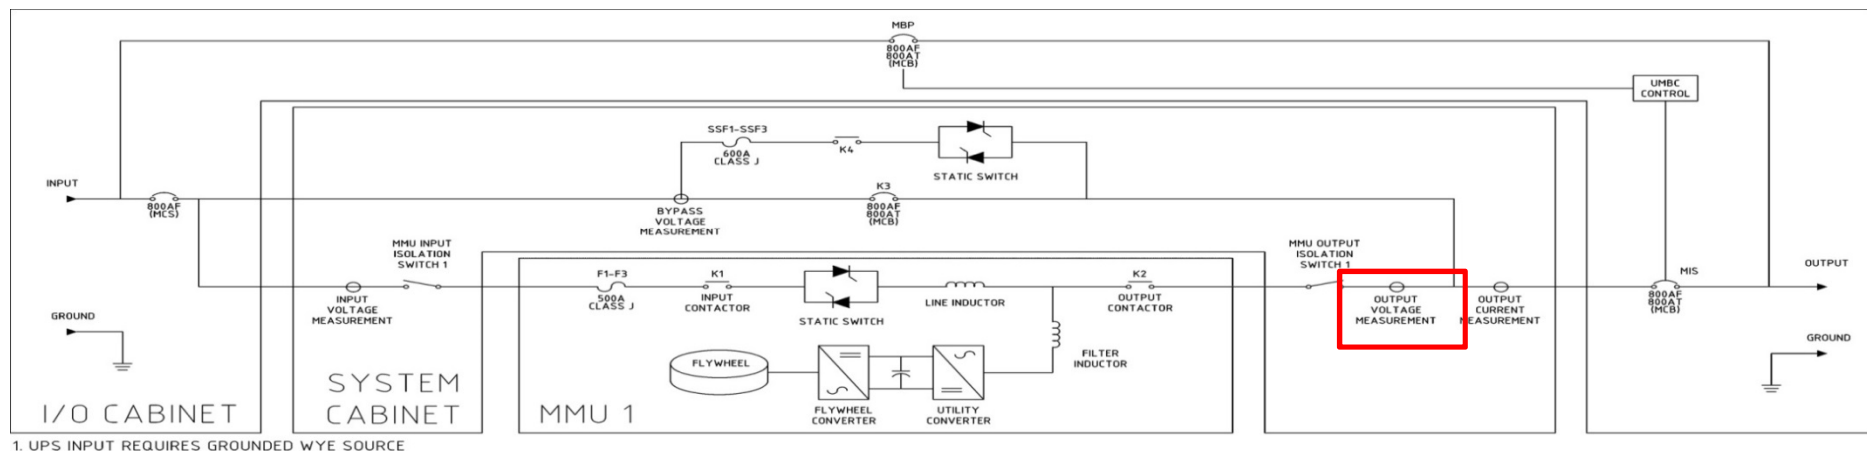 MBP
800AF
800AT
(MCB)
UMBC
CONTROL
SSF1-SSF3
600A
CLASS J
K4
STATIC SWITCH
INPUT
800AF
(MCS)
BYPASS
VOLTAGE
MEASUREMENT
K3
800AF
800AT
(MCB)
MMU INPUT
ISOLATION
SWITCH 1
INPUT
VOLTAGE
MEASUREMENT
F1-F3
500A
CLASS J
K1
INPUT
CONTACTOR
STATIC SWITCH
LINE INDUCTOR
K2
OUTPUT
CONTACTOR
MMU OUTPUT
ISOLATION
SWITCH 1
OUTPUT
VOLTAGE
MEASUREMENT
OUTPUT
CURRENT
MEASUREMENT
MIS
800AF
800AT
(MCB)
OUTPUT
GROUND
GROUND
FILTER
INDUCTOR
FLYWHEEL
FLYWHEEL
CONVERTER
UTILITY
CONVERTER
I/O CABINET
SYSTEM
CABINET
MMU 1
1. UPS INPUT REQUIRES GROUNDED WYE SOURCE